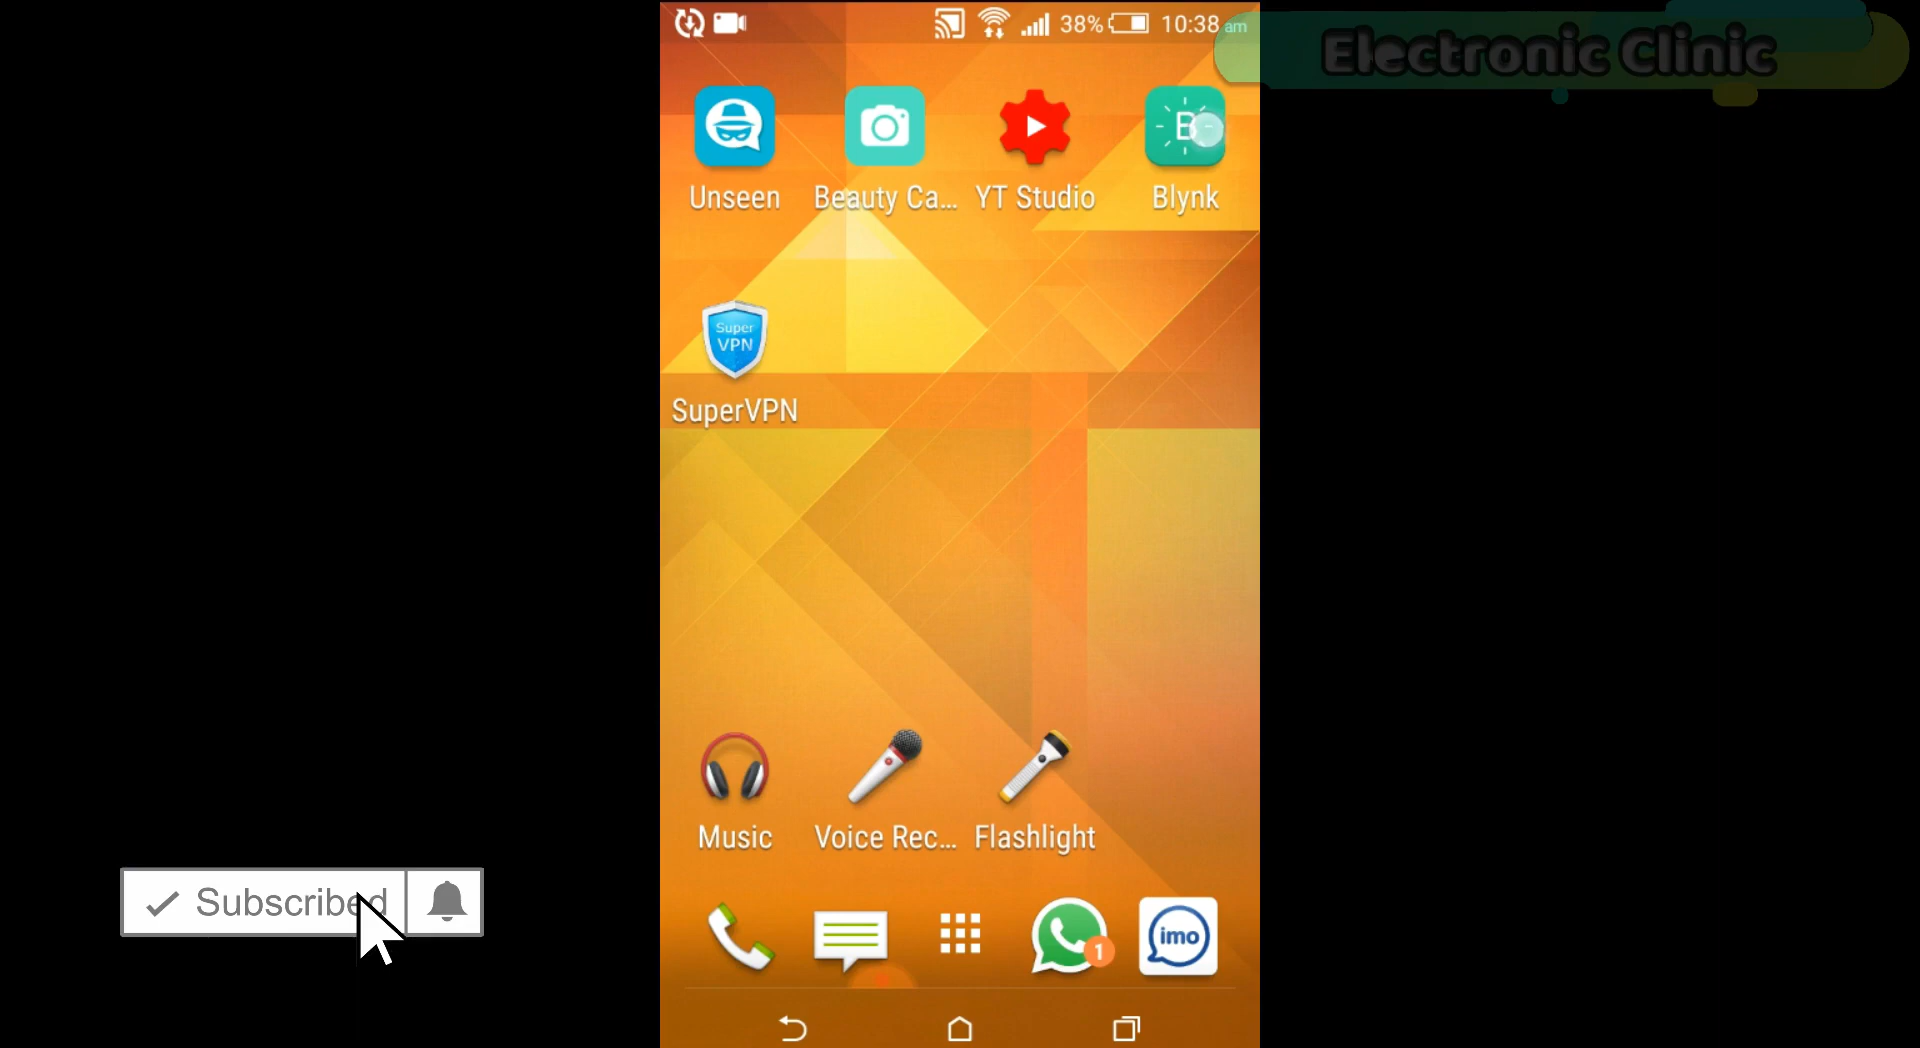 38% 10:38 am
Electronic Clinic
B
Unseen Beauty Ca... YT Studio Blynk
Super
VPN
SuperVPN
Music Voice Rec... Flashlight
Subscribed
1
imo